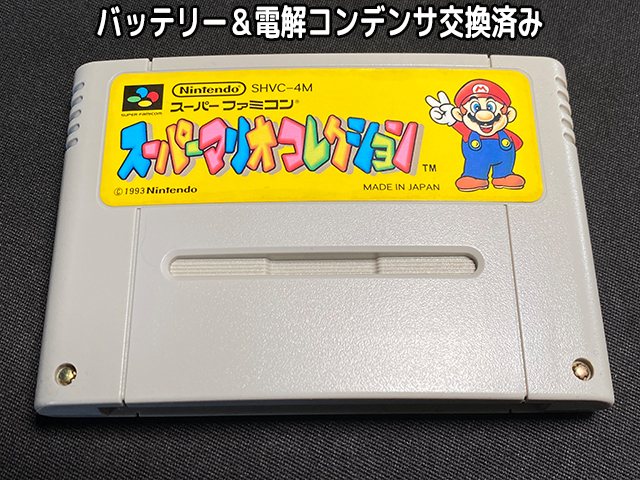 バッテリー＆電解コンデンサ交換済み
Nintendo SHVC-4M
SUPER FAMICOM
スーパーファミコン®
スーパーマリオコレクション
TM
©1993 Nintendo
MADE IN JAPAN